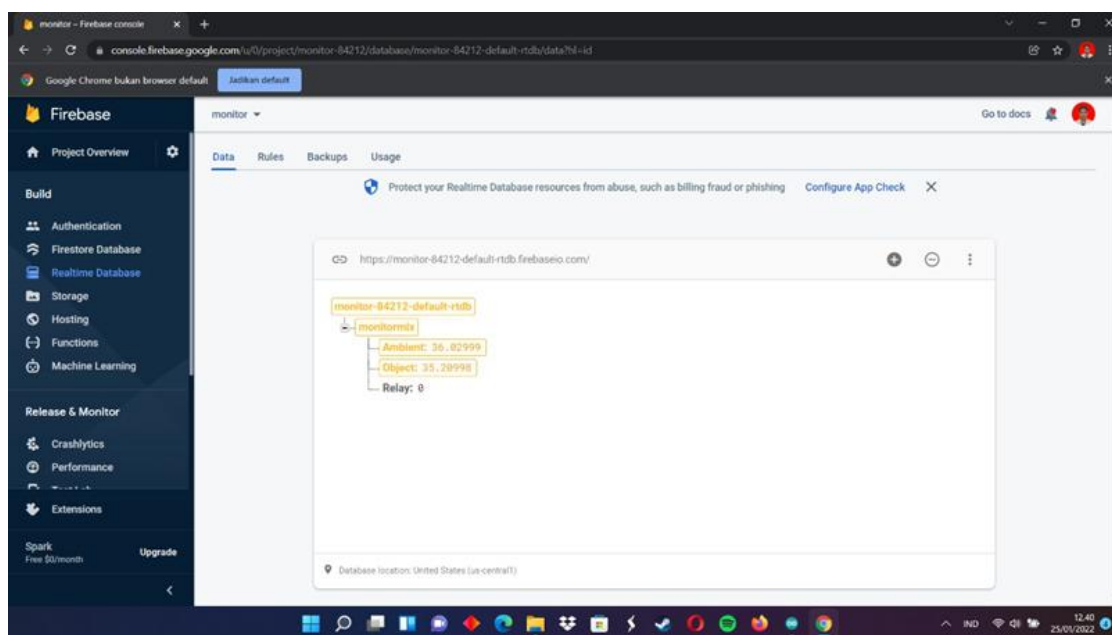 monitor – Firebase console
console.firebase.google.com/u/0/project/monitor-84212/database/monitor-84212-default-rtdb/data?hl=id
Google Chrome bukan browser default
Jadikan default
Firebase
monitor
Go to docs
Project Overview
Data Rules Backups Usage
Protect your Realtime Database resources from abuse, such as billing fraud or phishing Configure App Check
Build
Authentication
Firestore Database
Realtime Database
Storage
Hosting
Functions
Machine Learning
https://monitor-84212-default-rtdb.firebaseio.com/
monitor-84212-default-rtdb
monitormlx
Ambient: 36.02999
Object: 35.20998
Relay: 0
Release & Monitor
Crashlytics
Performance
Extensions
Spark
Free $0/month
Upgrade
Database location: United States (us-central1)
IND
12.40
25/01/2022